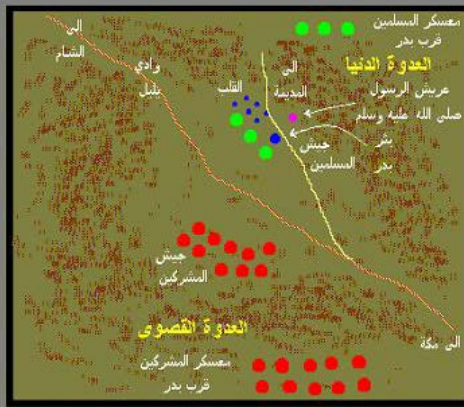 معسكر المسلمين
قرب بدر
العدوة الدنيا
الى
الشام
وادي
يليل
القلب
الى
المدينة
عريش الرسول
صلى الله عليه وسلم
بئر
بدر
جيش
المسلمين
جيش
المشركين
العدوة القصوى
الى مكة
معسكر المشركين
قرب بدر